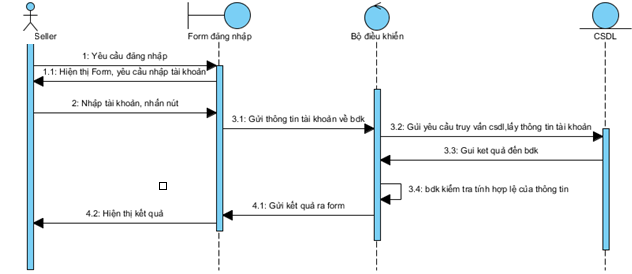 Seller
Form đăng nhập
Bộ điều khiển
CSDL
1: Yêu cầu đăng nhập
1.1: Hiện thị Form, yêu cầu nhập tài khoản
2: Nhập tài khoản, nhấn nút
3.1: Gửi thông tin tài khoản về bdk
3.2: Gủi yêu cầu truy vấn csdl,lấy thông tin tài khoản
3.3: Gui ket quả đến bdk
3.4: bdk kiểm tra tính hợp lệ của thông tin
4.1: Gửi kết quả ra form
4.2: Hiện thị kết quả